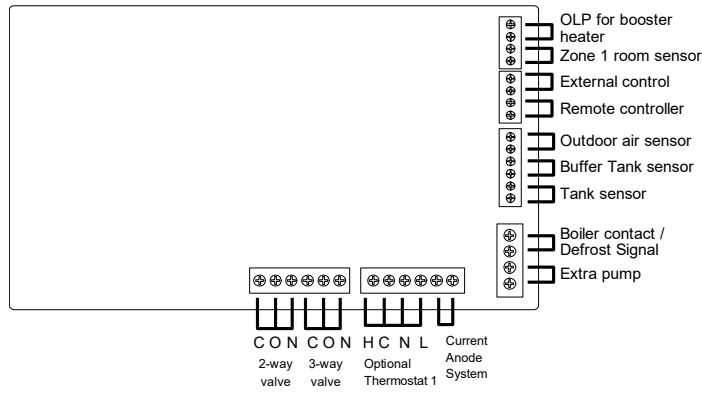 OLP for booster
heater
Zone 1 room sensor
External control
Remote controller
Outdoor air sensor
Buffer Tank sensor
Tank sensor
Boiler contact /
Defrost Signal
Extra pump
C O N C O N H C N L
2-way
valve
3-way
valve
Optional
Thermostat 1
Current
Anode
System